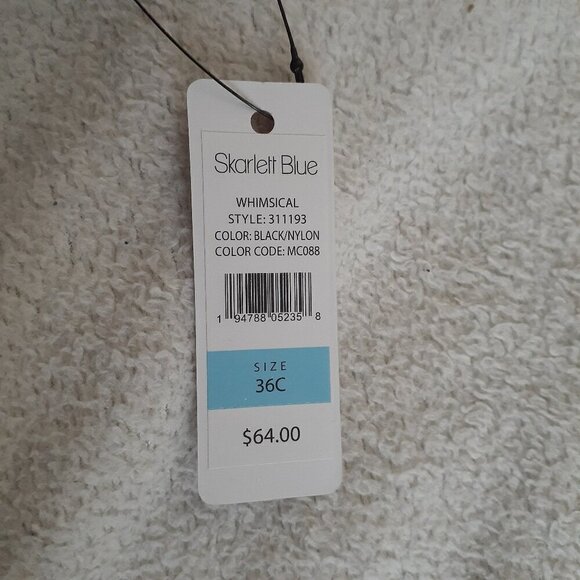 Skarlett Blue
WHIMSICAL
STYLE: 311193
COLOR: BLACK/NYLON
COLOR CODE: MC088
1 94788 05235 8
SIZE
36C
$64.00